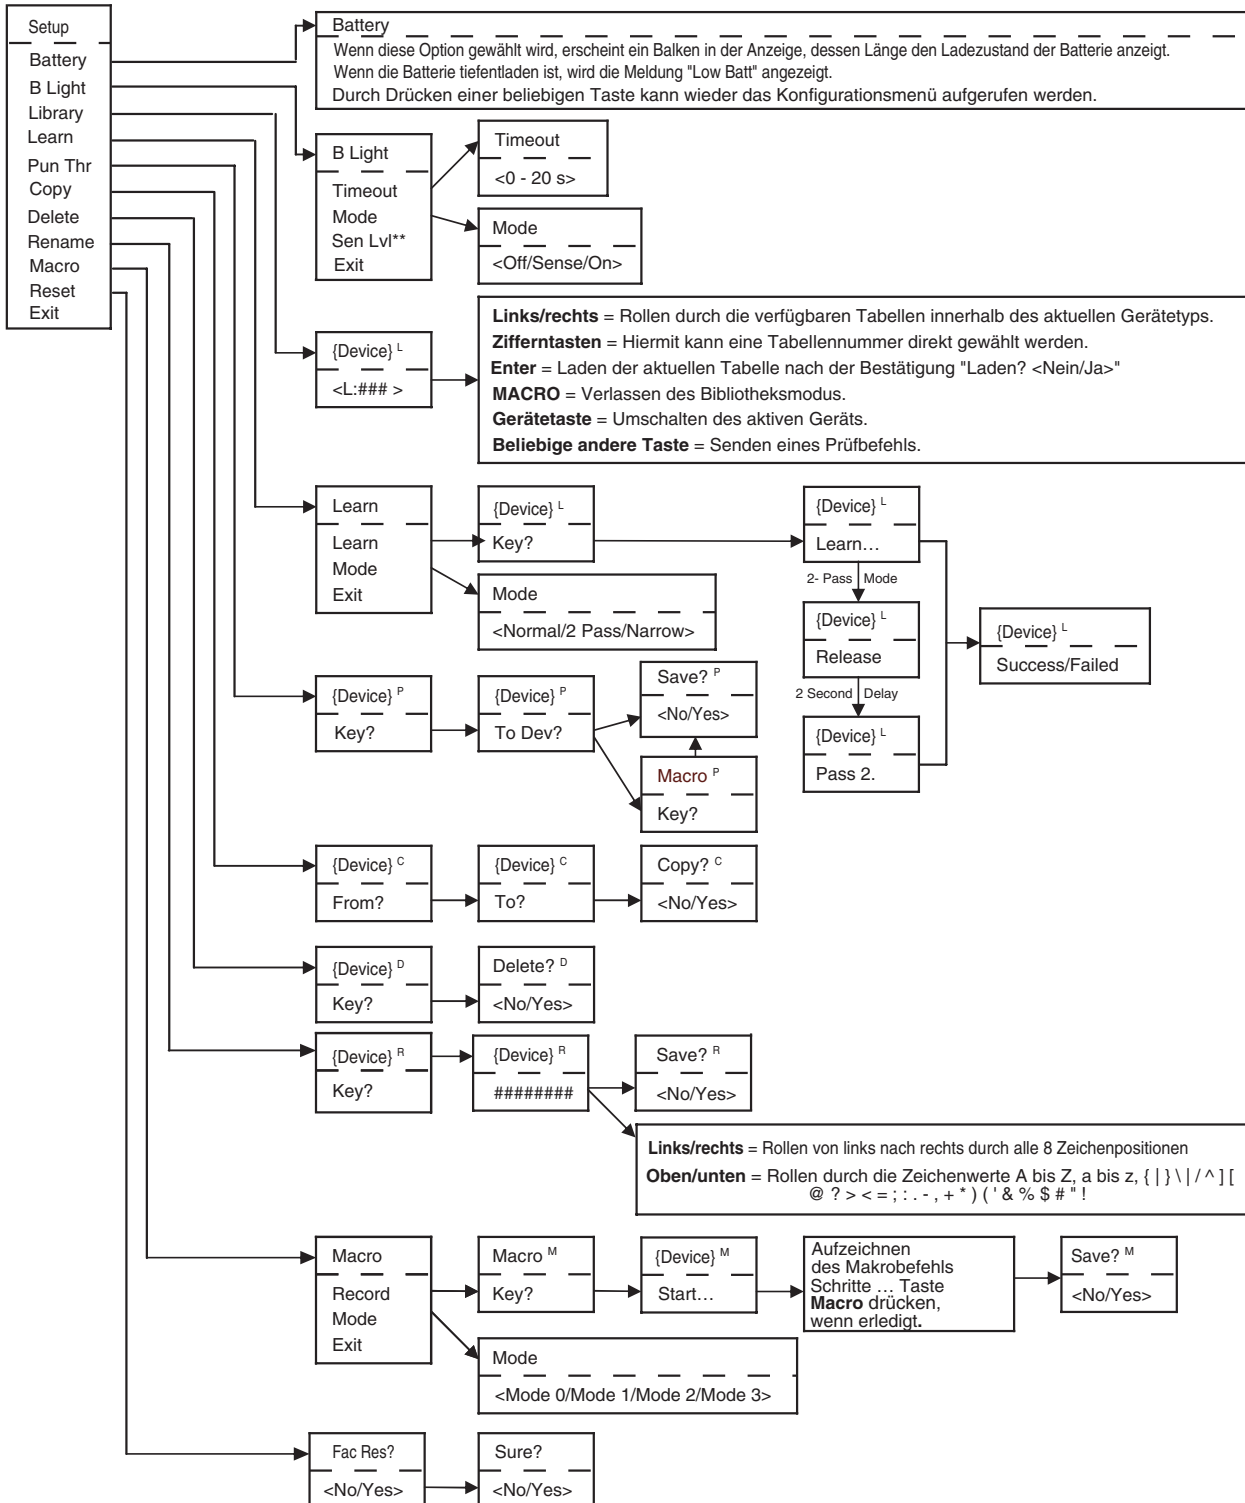 Setup
Battery
B Light
Library
Learn
Pun Thr
Copy
Delete
Rename
Macro
Reset
Exit
Battery
Wenn diese Option gewählt wird, erscheint ein Balken in der Anzeige, dessen Länge den Ladezustand der Batterie anzeigt.
Wenn die Batterie tiefentladen ist, wird die Meldung "Low Batt" angezeigt.
Durch Drücken einer beliebigen Taste kann wieder das Konfigurationsmenü aufgerufen werden.
B Light
Timeout
Mode
Sen Lvl**
Exit
Timeout
<0 - 20 s>
Mode
<Off/Sense/On>
{Device} L
<L:### >
Links/rechts = Rollen durch die verfügbaren Tabellen innerhalb des aktuellen Gerätetyps.
Zifferntasten = Hiermit kann eine Tabellennummer direkt gewählt werden.
Enter = Laden der aktuellen Tabelle nach der Bestätigung "Laden? <Nein/Ja>"
MACRO = Verlassen des Bibliotheksmodus.
Gerätetaste = Umschalten des aktiven Geräts.
Beliebige andere Taste = Senden eines Prüfbefehls.
Learn
Learn
Mode
Exit
{Device} L
Key?
Mode
<Normal/2 Pass/Narrow>
{Device} L
Learn...
2- Pass Mode
{Device} L
Release
2 Second Delay
{Device} L
Pass 2.
{Device} L
Success/Failed
{Device} P
Key?
{Device} P
To Dev?
Save? P
<No/Yes>
Macro P
Key?
{Device} C
From?
{Device} C
To?
Copy? C
<No/Yes>
{Device} D
Key?
Delete? D
<No/Yes>
{Device} R
Key?
{Device} R
########
Save? R
<No/Yes>
Links/rechts = Rollen von links nach rechts durch alle 8 Zeichenpositionen
Oben/unten = Rollen durch die Zeichenwerte A bis Z, a bis z, { | } \ | / ^ ] [
@ ? > < = ; : . - , + * ) ( ' & % $ # " !
Macro
Record
Mode
Exit
Macro M
Key?
{Device} M
Start...
Aufzeichnen
des Makrobefehls
Schritte ... Taste
Macro drücken,
wenn erledigt.
Save? M
<No/Yes>
Mode
<Mode 0/Mode 1/Mode 2/Mode 3>
Fac Res?
<No/Yes>
Sure?
<No/Yes>